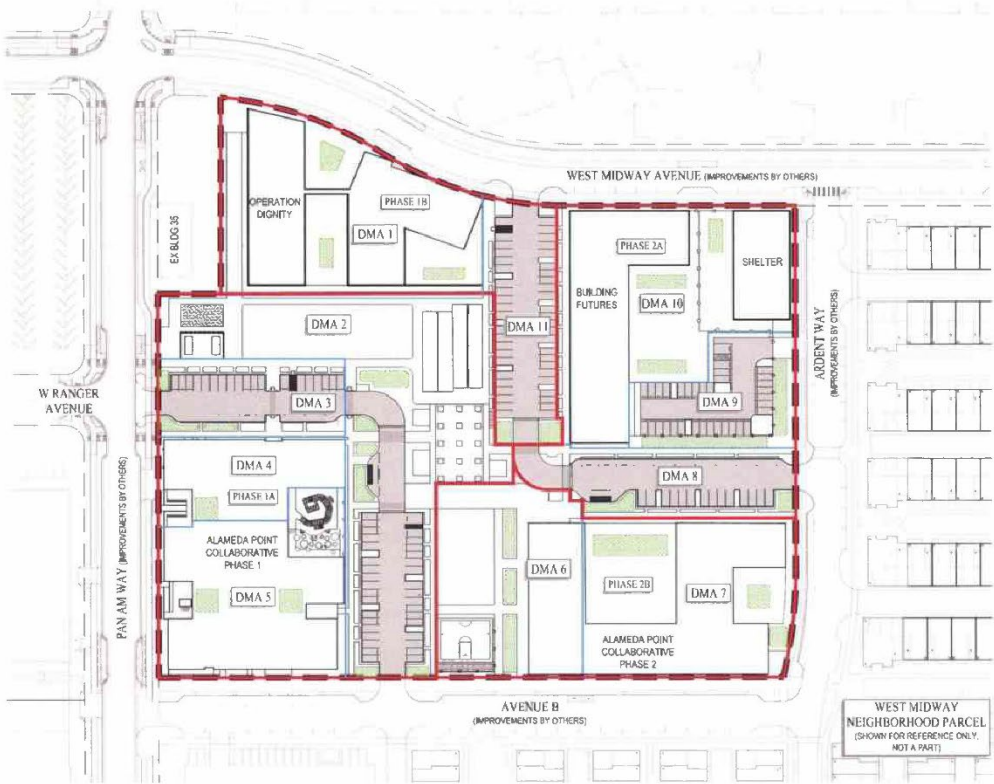 WEST MIDWAY AVENUE (IMPROVEMENTS BY OTHERS)
OPERATION
DIGNITY
PHASE 1B
DMA 1
EX BLDG 35
PHASE 2A
BUILDING
FUTURES
DMA 10
SHELTER
DMA 2
DMA 11
ARDENT WAY
(IMPROVEMENTS BY OTHERS)
W RANGER
AVENUE
DMA 3
DMA 9
DMA 4
PHASE 1A
DMA 8
PAN AM WAY (IMPROVEMENTS BY OTHERS)
ALAMEDA POINT
COLLABORATIVE
PHASE 1
DMA 5
DMA 6
PHASE 2B
DMA 7
ALAMEDA POINT
COLLABORATIVE
PHASE 2
AVENUE B
(IMPROVEMENTS BY OTHERS)
WEST MIDWAY
NEIGHBORHOOD PARCEL
(SHOWN FOR REFERENCE ONLY,
NOT A PART)